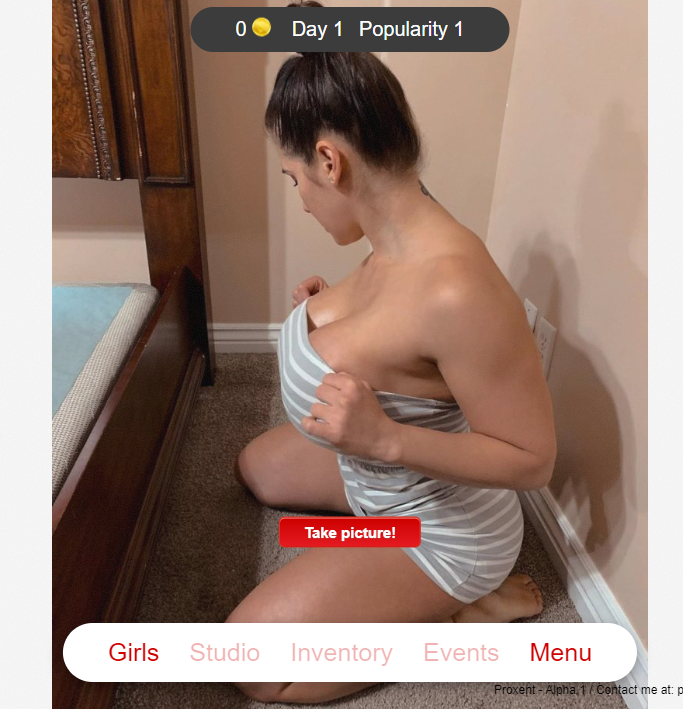 0 Day 1 Popularity 1
Take picture!
Girls Studio Inventory Events Menu
Proxent - Alpha.1 / Contact me at: p